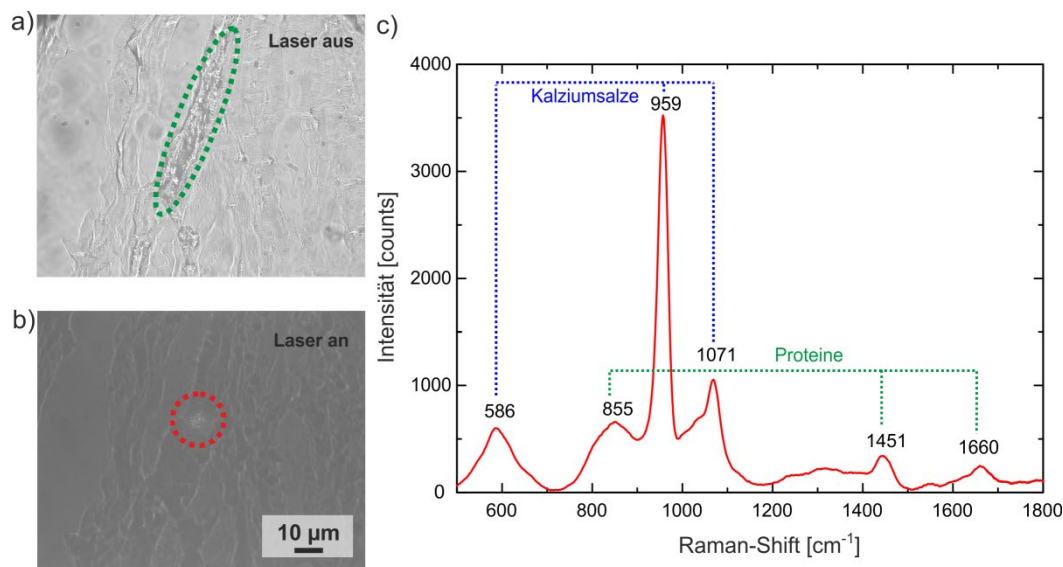 a)
Laser aus
b)
Laser an
10 µm
c)
Intensität [counts]
4000
3000
2000
1000
0
Kalziumsalze
959
1071
Proteine
586
855
1451
1660
600 800 1000 1200 1400 1600 1800
Raman-Shift [cm⁻¹]